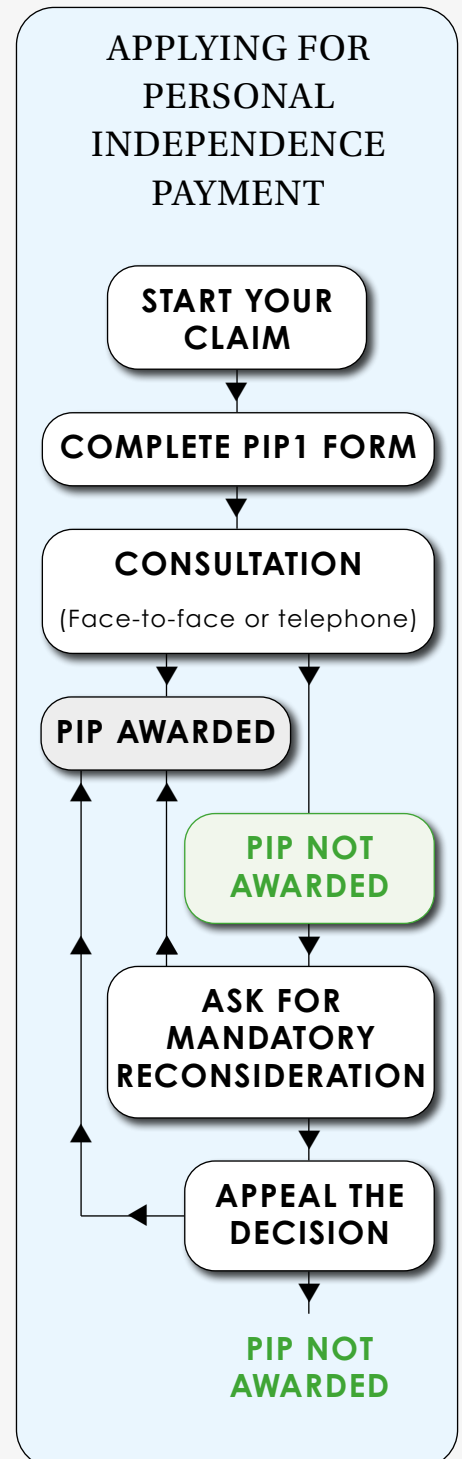 APPLYING FOR
PERSONAL
INDEPENDENCE
PAYMENT
START YOUR
CLAIM
COMPLETE PIP1 FORM
CONSULTATION
(Face-to-face or telephone)
PIP AWARDED
PIP NOT
AWARDED
ASK FOR
MANDATORY
RECONSIDERATION
APPEAL THE
DECISION
PIP NOT
AWARDED